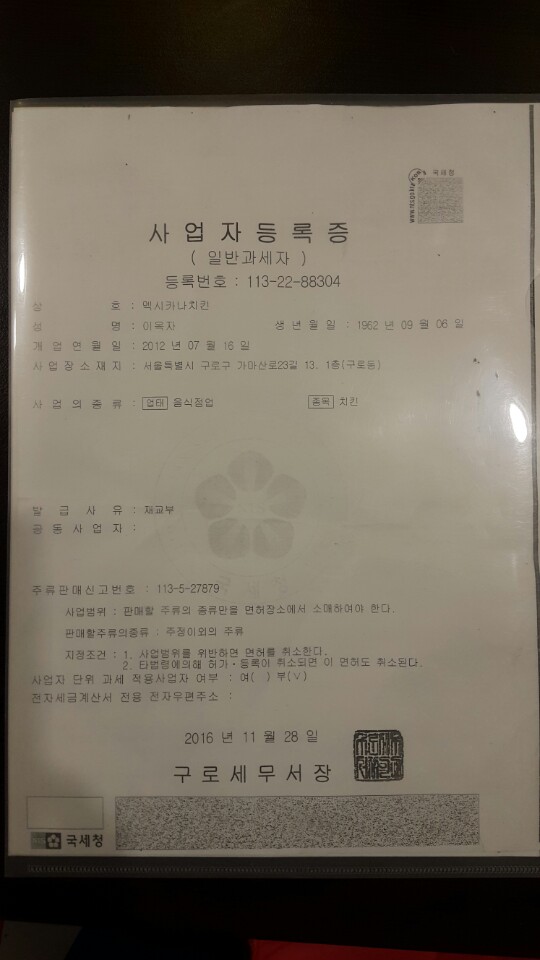 국세청
사업자등록증
( 일반과세자 )
등록번호 : 113-22-88304
상 호 : 멕시카나치킨
성 명 : 이옥자 생 년 월 일 : 1962 년 09 월 06 일
개 업 연 월 일 : 2012 년 07 월 16 일
사 업 장 소 재 지 : 서울특별시 구로구 가마산로23길 13. 1층(구로동)
사 업 의 종 류 : 업태 음식점업 종목 치킨
발 급 사 유 : 재교부
공 동 사 업 자 :
주류판매신고번호 : 113-5-27879
사업범위 : 판매할 주류의 종류만을 면허장소에서 소매하여야 한다.
판매할주류의종류 : 주정이외의 주류
지정조건 : 1. 사업범위를 위반하면 면허를 취소한다.
2. 타법령에의해 허가・등록이 취소되면 이 면허도 취소된다.
사업자 단위 과세 적용사업자 여부 : 여( ) 부(∨)
전자세금계산서 전용 전자우편주소 :
2016 년 11 월 28 일
구로세무서장
국세청